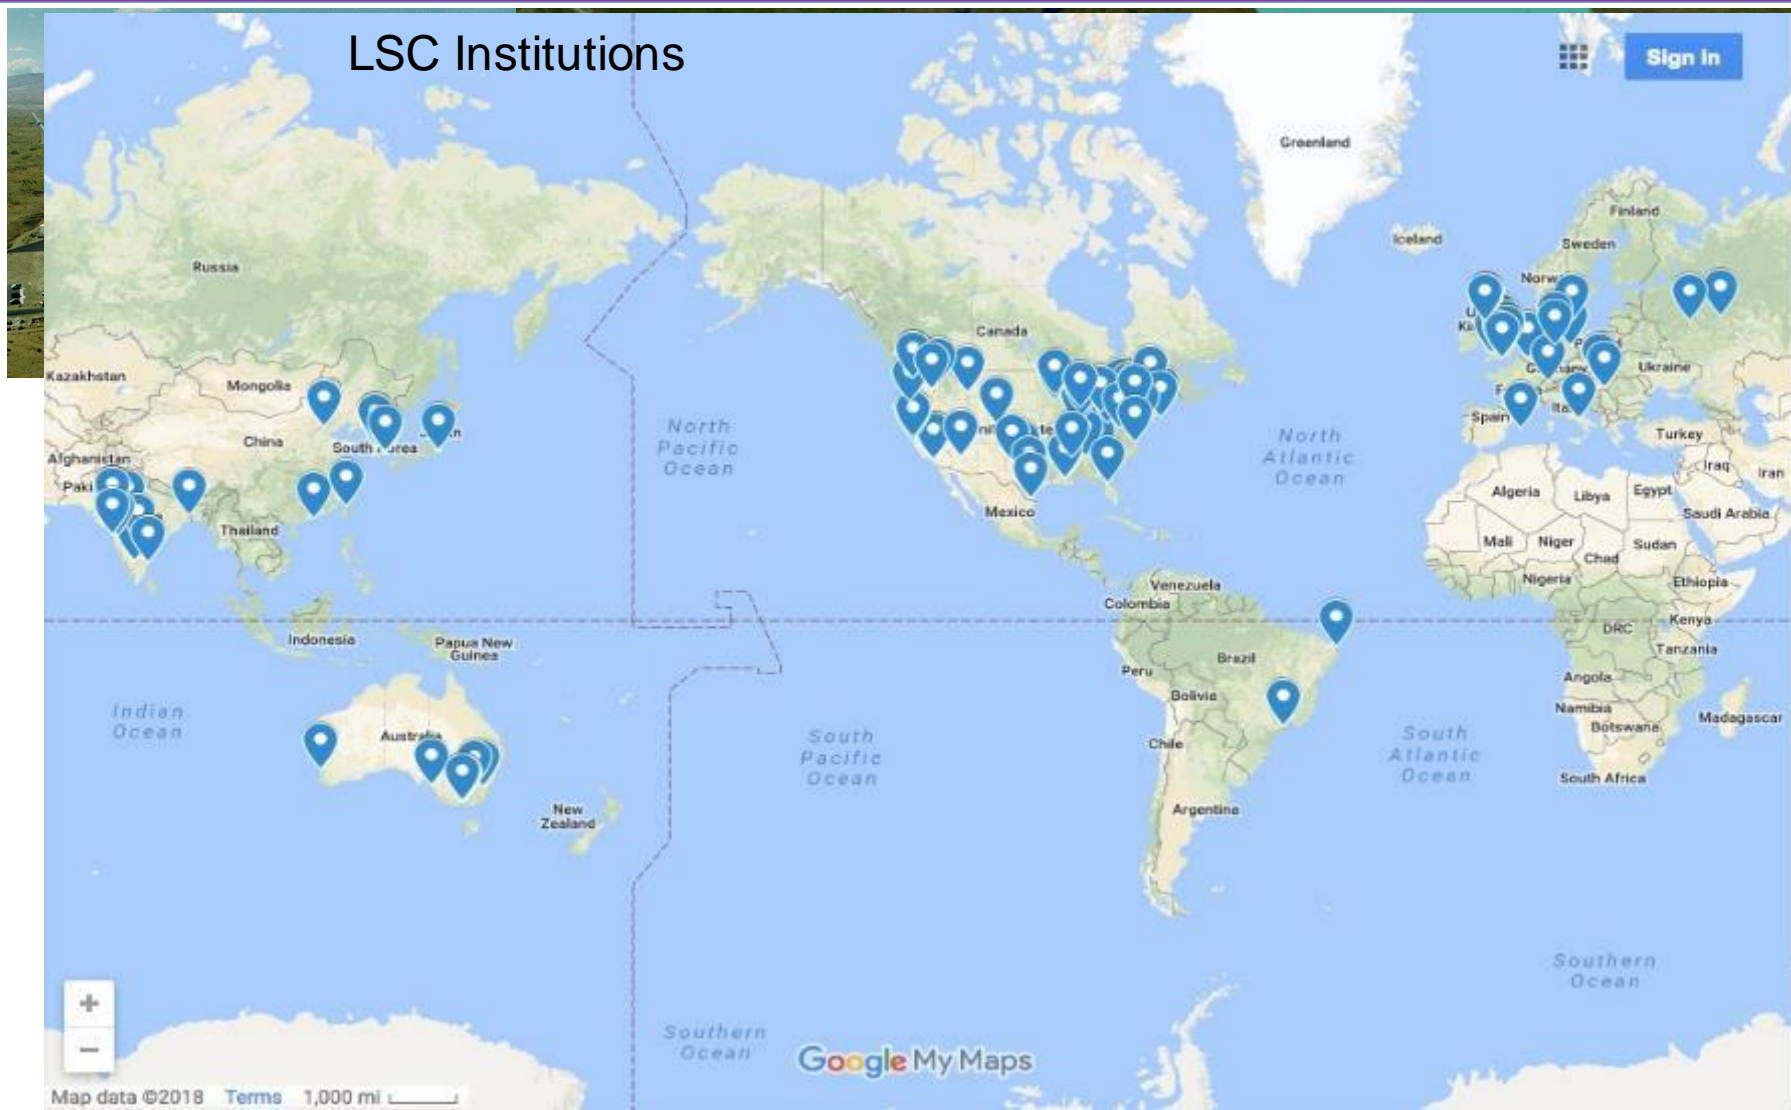 LSC Institutions
Sign in
Greenland
Finland
Iceland
Sweden
Russia
Canada
Kazakhstan
Mongolia
Ukraine
North
Pacific
Ocean
North
Atlantic
Ocean
Spain
Turkey
China
Afghanistan
Iraq
Iran
Algeria
Libya
Egypt
Saudi Arabia
Mexico
Thailand
Mali
Niger
Chad
Sudan
Nigeria
Ethiopia
Venezuela
Colombia
DRC
Kenya
Tanzania
Indonesia
Papua New
Guinea
Peru
Brazil
Bolivia
Angola
Namibia
Botswana
Madagascar
Indian
Ocean
Australia
South
Pacific
Ocean
Chile
South
Atlantic
Ocean
South Africa
New
Zealand
Argentina
Southern
Ocean
+
−
Southern
Ocean
Google My Maps
Map data ©2018 Terms 1,000 mi